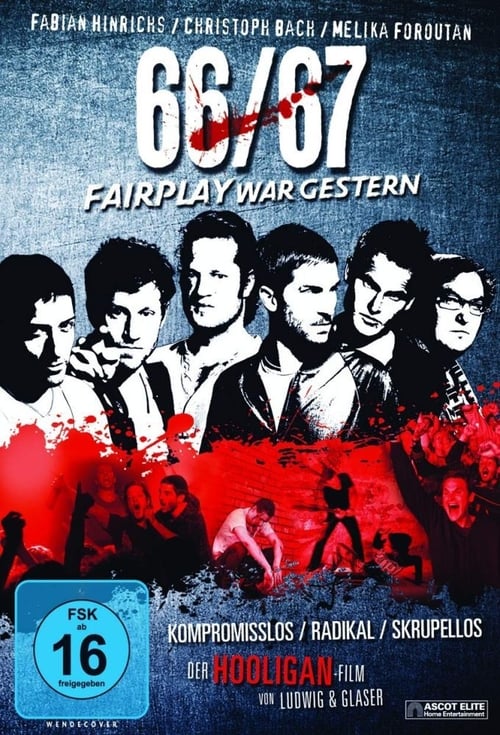 FABIAN HINRICHS / CHRISTOPH BACH / MELIKA FOROUTAN
66/67
FAIRPLAY WAR GESTERN
FSK
ab
16
freigegeben
KOMPROMISSLOS / RADIKAL / SKRUPELLOS
DER HOOLIGAN-FILM
VON LUDWIG & GLASER
WENDECOVER
ASCOT ELITE
Home Entertainment